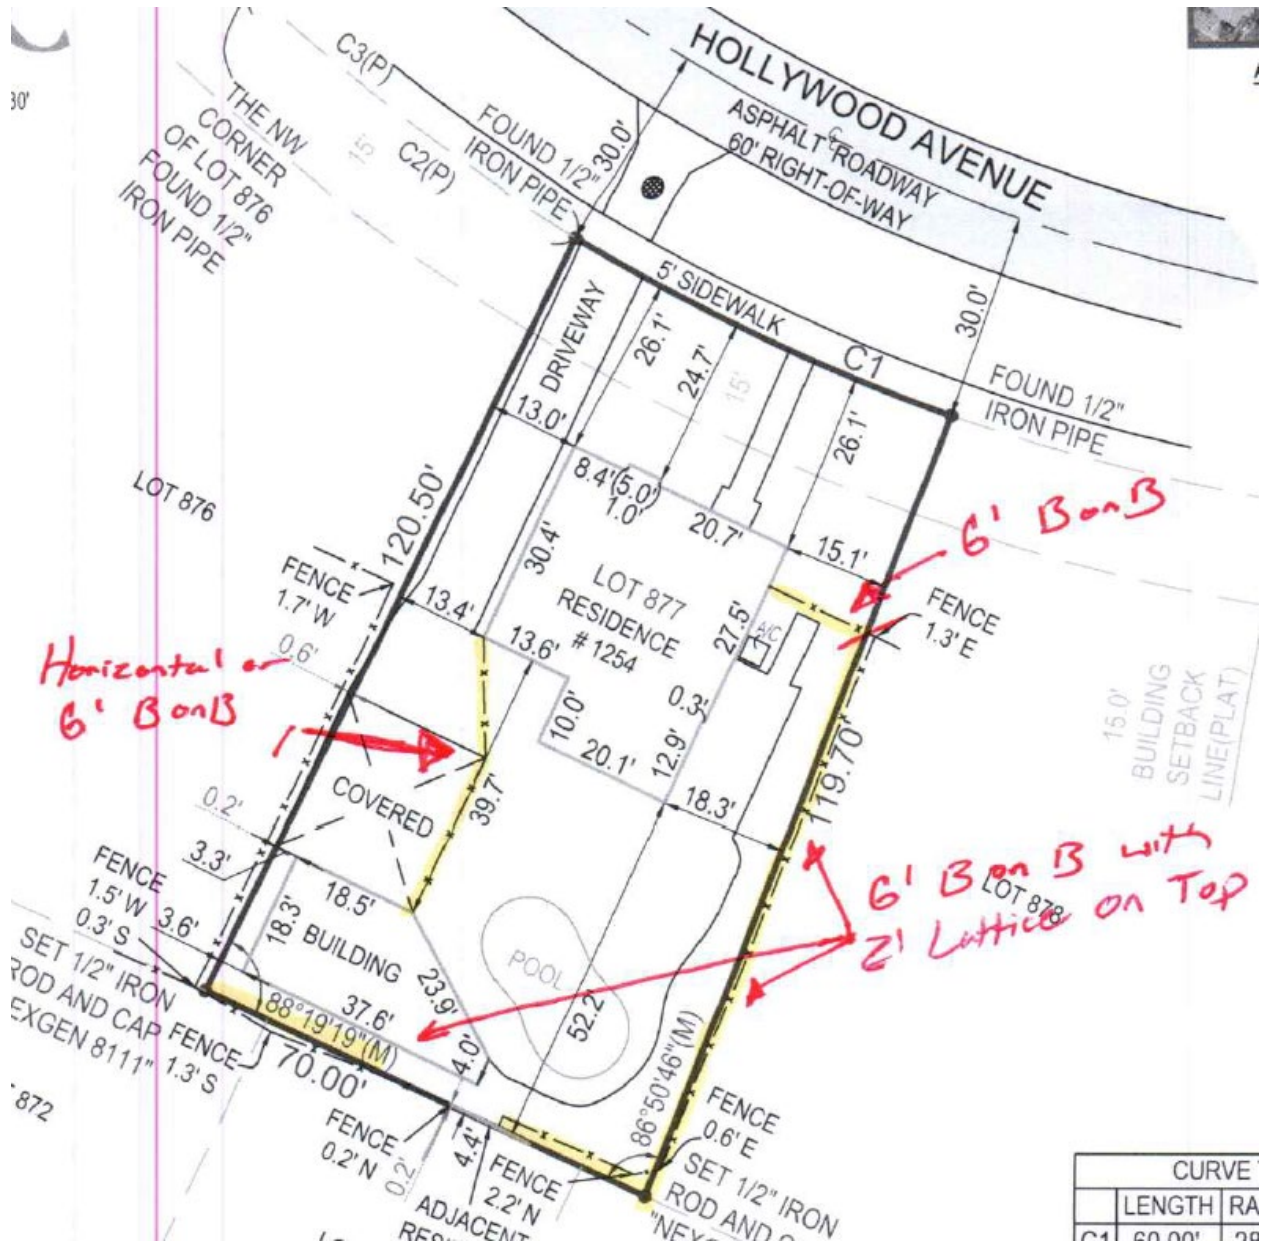 30'
C3(P)
THE NW
CORNER
OF LOT 876
FOUND 1/2"
IRON PIPE
15'
C2(P)
FOUND 1/2"
IRON PIPE
30.0'
HOLLYWOOD AVENUE
ASPHALT ROADWAY
60' RIGHT-OF-WAY
30.0'
5' SIDEWALK
C1
FOUND 1/2"
IRON PIPE
DRIVEWAY
26.1'
24.7'
15'
26.1'
13.0'
LOT 876
120.50'
8.4'(5.0')
1.0'
20.7'
15.1'
6' B on B
FENCE
1.7' W
30.4'
LOT 877
RESIDENCE
# 1254
27.5'
A/C
FENCE
1.3' E
13.4'
13.6'
0.6'
Horizontal or
6' B on B
10.0'
20.1'
0.3'
12.9'
15.0'
BUILDING
SETBACK
LINE(PLAT)
COVERED
39.7'
18.3'
119.70'
0.2'
3.3'
6' B on B with
2' Lattice on Top
LOT 878
FENCE
1.5' W
0.3' S
3.6'
18.5'
18.3'
BUILDING
23.9'
37.6'
4.0'
POOL
52.2'
SET 1/2" IRON
ROD AND CAP
EXGEN 8111"
FENCE
1.3' S
88°19'19"(M)
70.00'
86°50'46"(M)
872
FENCE
0.2' N
0.2'
4.4'
FENCE
2.2' N
ADJACENT
FENCE
0.6' E
SET 1/2" IRON
ROD AND
CURVE
LENGTH
RA
C1
60.00'